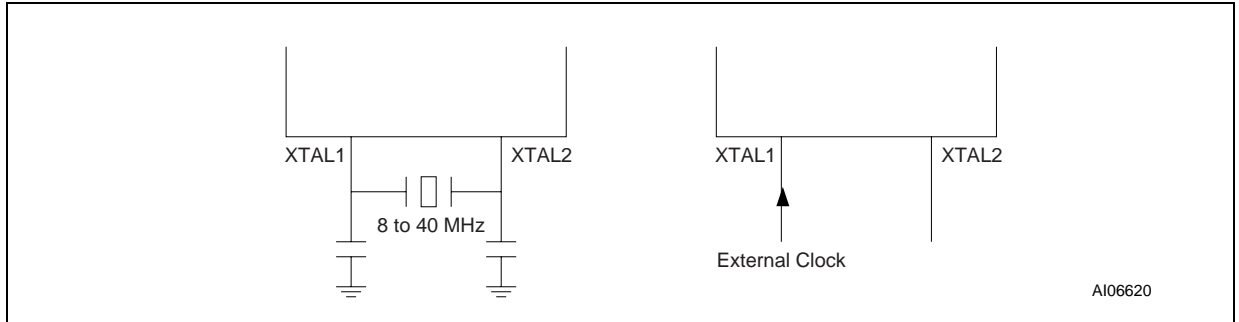 XTAL1
XTAL2
8 to 40 MHz
XTAL1
XTAL2
External Clock
AI06620